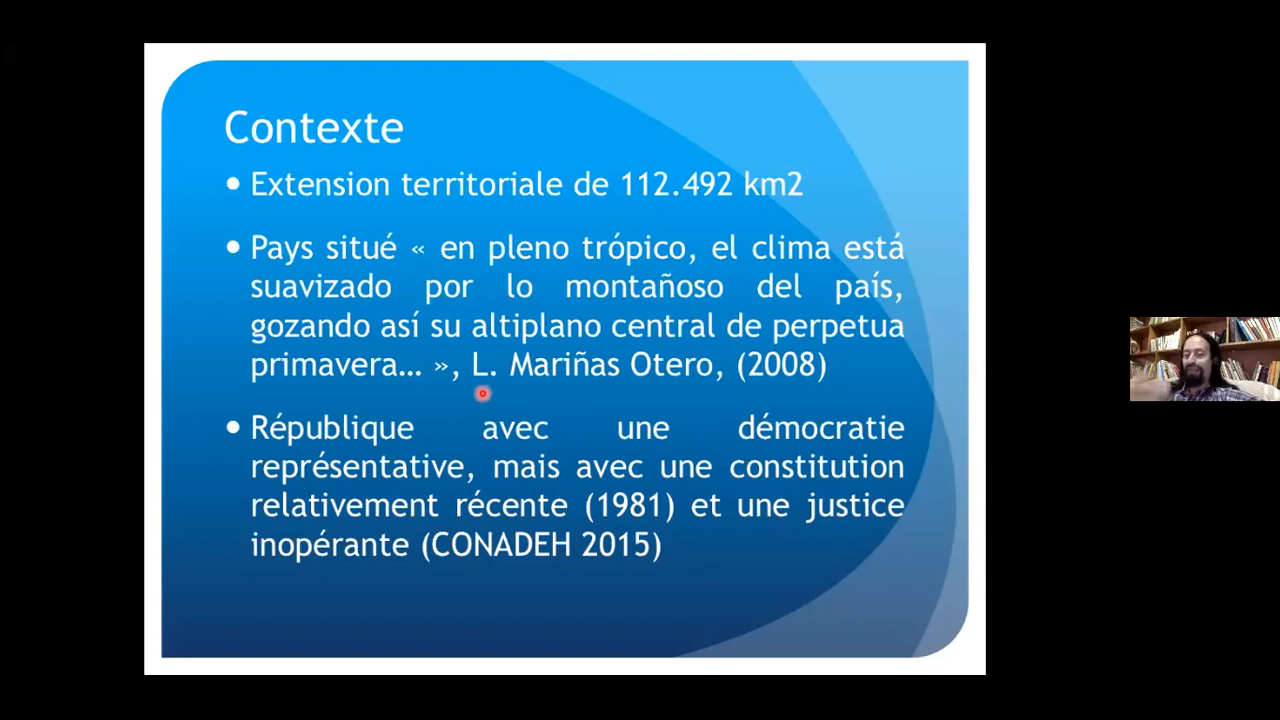 Contexte
• Extension territoriale de 112.492 km2
• Pays situé « en pleno trópico, el clima está
suavizado por lo montañoso del país,
gozando así su altiplano central de perpetua
primavera… », L. Mariñas Otero, (2008)
• République avec une démocratie
représentative, mais avec une constitution
relativement récente (1981) et une justice
inopérante (CONADEH 2015)